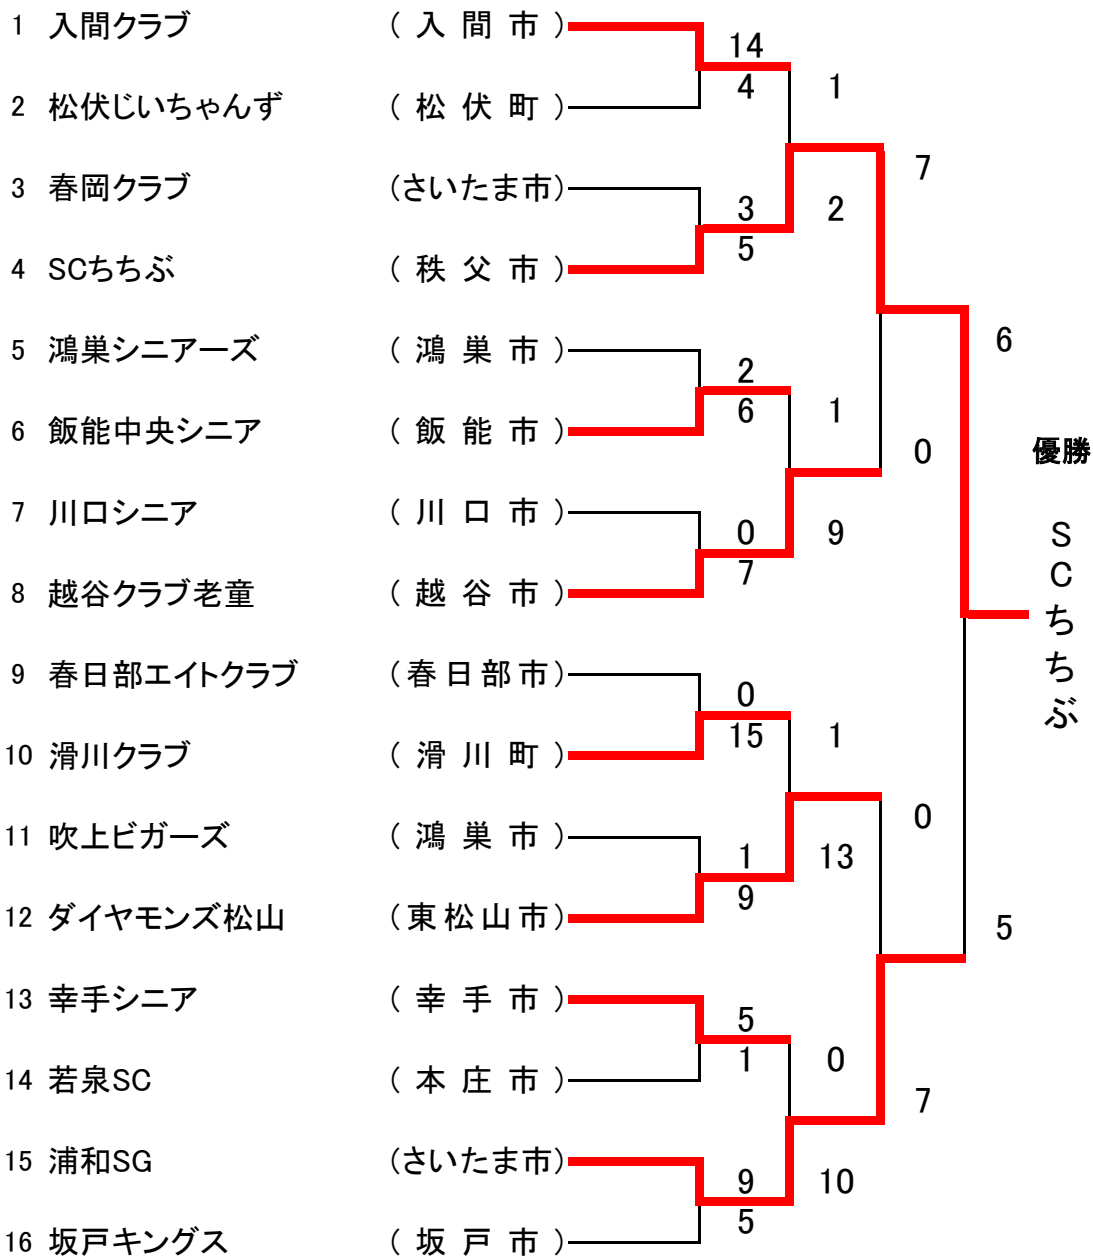 1 入間クラブ ( 入 間 市 )
14
4
1
2 松伏じいちゃんず ( 松 伏 町 )
7
3 春岡クラブ (さいたま市)
3
5
2
4 SCちちぶ ( 秩 父 市 )
6
5 鴻巣シニアーズ ( 鴻 巣 市 )
2
6
1
6 飯能中央シニア ( 飯 能 市 )
0
優勝
7 川口シニア ( 川 口 市 )
0
7
9
8 越谷クラブ老童 ( 越 谷 市 )
SCちちぶ
9 春日部エイトクラブ (春日部市)
0
15
1
10 滑川クラブ ( 滑 川 町 )
0
11 吹上ビガーズ ( 鴻 巣 市 )
1
9
13
12 ダイヤモンズ松山 (東松山市)
5
13 幸手シニア ( 幸 手 市 )
5
1
0
14 若泉SC ( 本 庄 市 )
7
15 浦和SG (さいたま市)
9
5
10
16 坂戸キングス ( 坂 戸 市 )